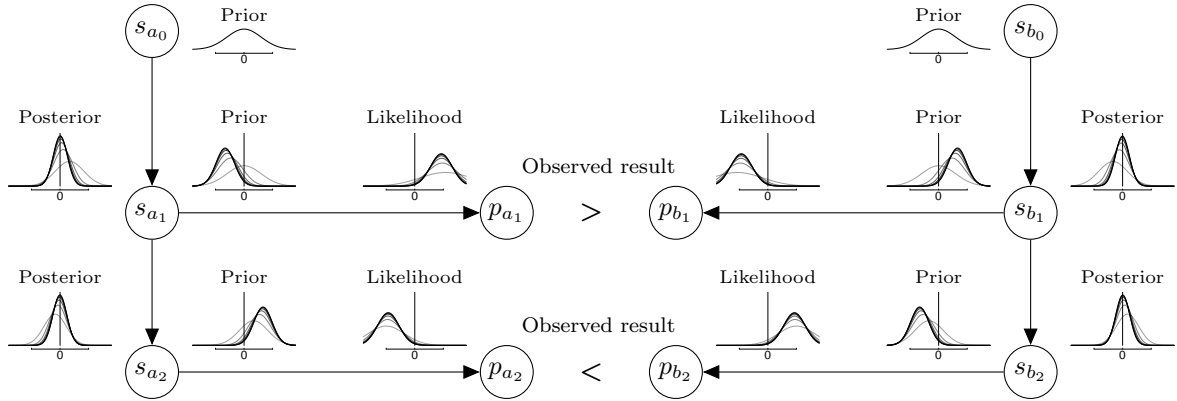 s_{a_0} Prior 0 Prior 0 s_{b_0}
Posterior Prior Likelihood Likelihood Prior Posterior
Observed result
0 0 0 0 0 0
s_{a_1} p_{a_1} > p_{b_1} s_{b_1}
Posterior Prior Likelihood Likelihood Prior Posterior
Observed result
0 0 0 0 0 0
s_{a_2} p_{a_2} < p_{b_2} s_{b_2}